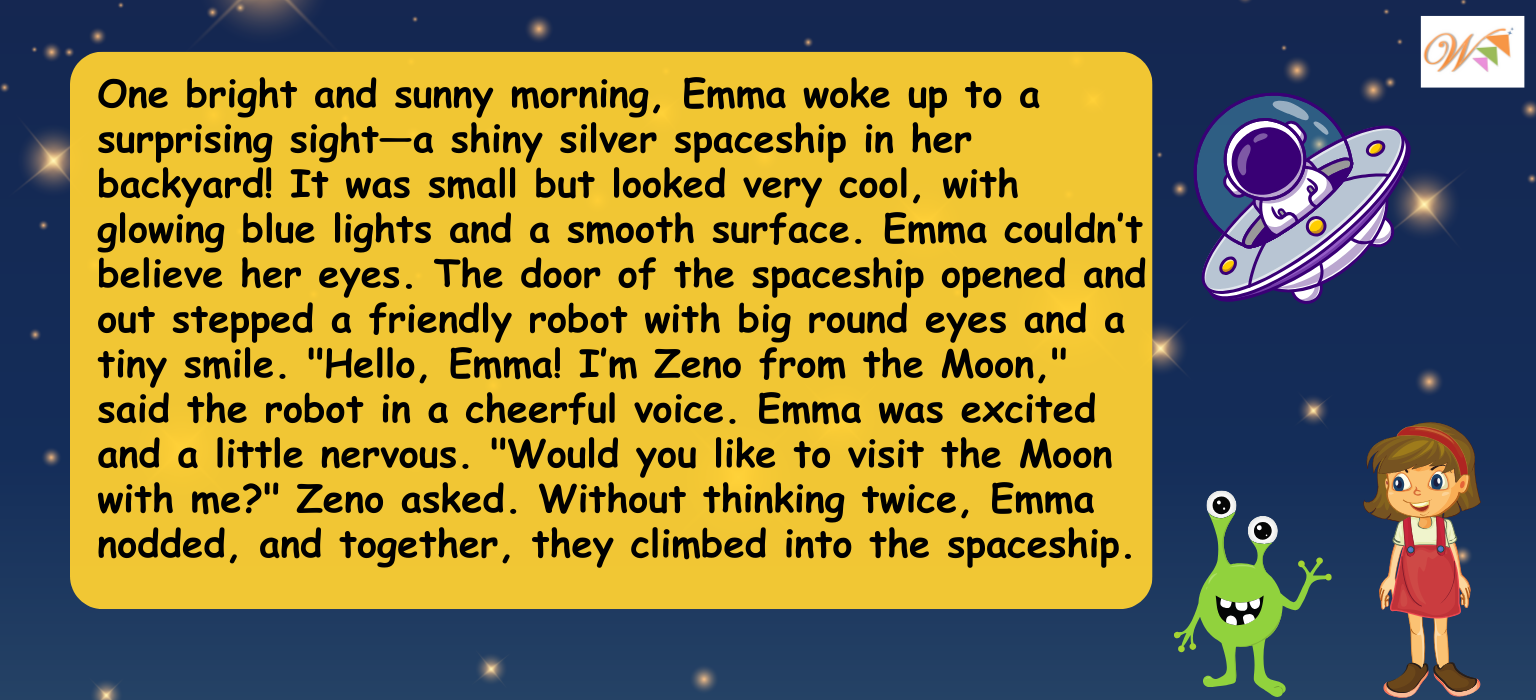 One bright and sunny morning, Emma woke up to a
surprising sight—a shiny silver spaceship in her
backyard! It was small but looked very cool, with
glowing blue lights and a smooth surface. Emma couldn’t
believe her eyes. The door of the spaceship opened and
out stepped a friendly robot with big round eyes and a
tiny smile. "Hello, Emma! I’m Zeno from the Moon,"
said the robot in a cheerful voice. Emma was excited
and a little nervous. "Would you like to visit the Moon
with me?" Zeno asked. Without thinking twice, Emma
nodded, and together, they climbed into the spaceship.
W